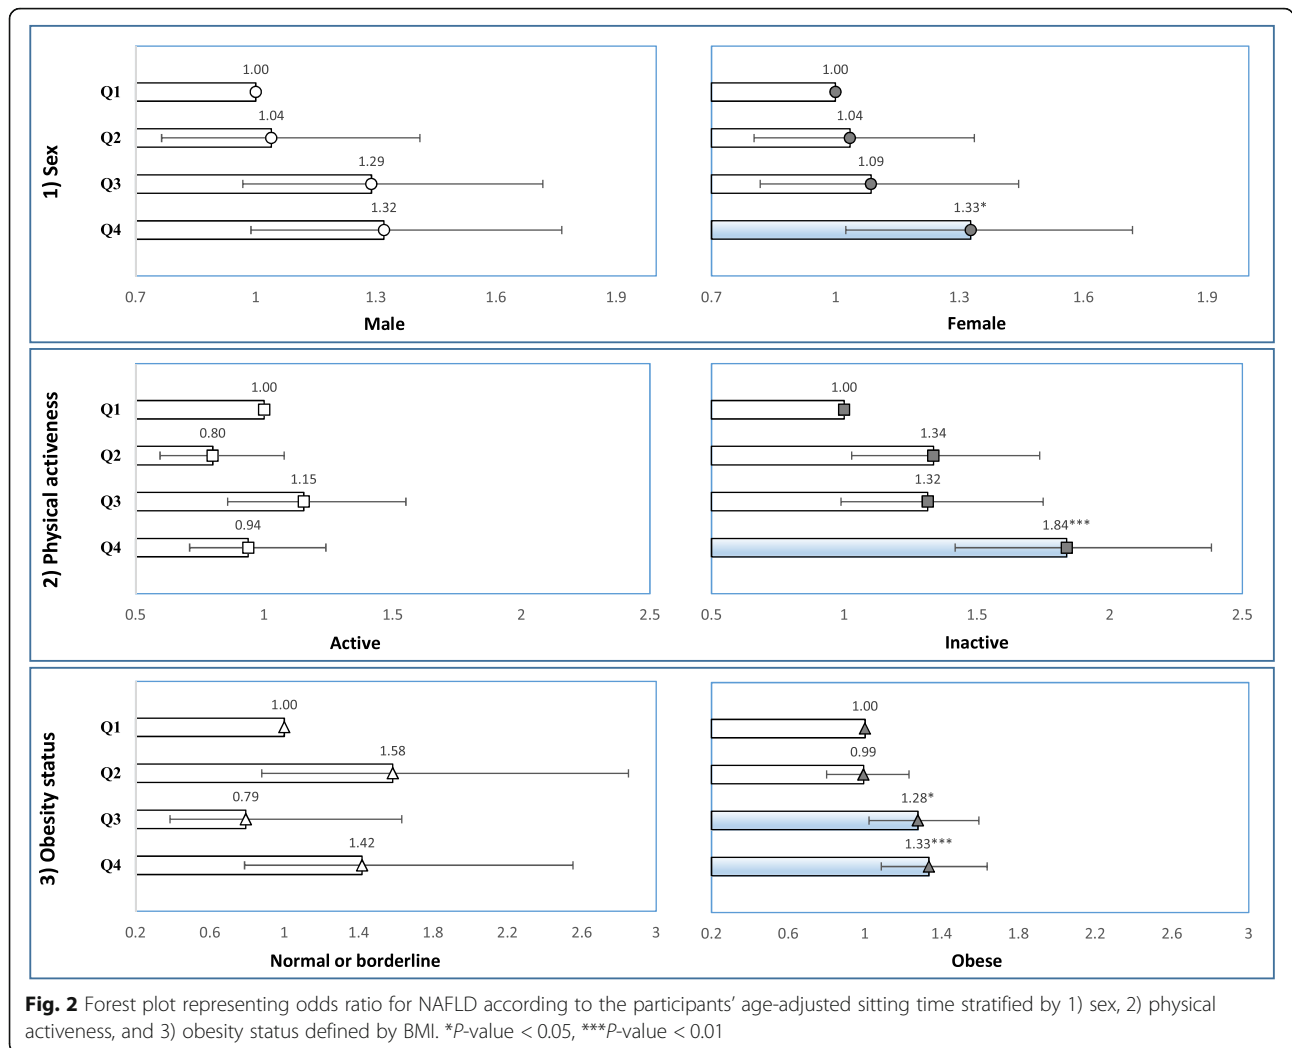 1) Sex
Q1
Q2
Q3
Q4
1.00
1.04
1.29
1.32
0.7 1 1.3 1.6 1.9
Male
1.00
1.04
1.09
1.33*
0.7 1 1.3 1.6 1.9
Female
2) Physical activeness
Q1
Q2
Q3
Q4
1.00
0.80
1.15
0.94
0.5 1 1.5 2 2.5
Active
1.00
1.34
1.32
1.84***
0.5 1 1.5 2 2.5
Inactive
3) Obesity status
Q1
Q2
Q3
Q4
1.00
1.58
0.79
1.42
0.2 0.6 1 1.4 1.8 2.2 2.6 3
Normal or borderline
1.00
0.99
1.28*
1.33***
0.2 0.6 1 1.4 1.8 2.2 2.6 3
Obese
Fig. 2 Forest plot representing odds ratio for NAFLD according to the participants' age-adjusted sitting time stratified by 1) sex, 2) physical
activeness, and 3) obesity status defined by BMI. *P-value < 0.05, ***P-value < 0.01